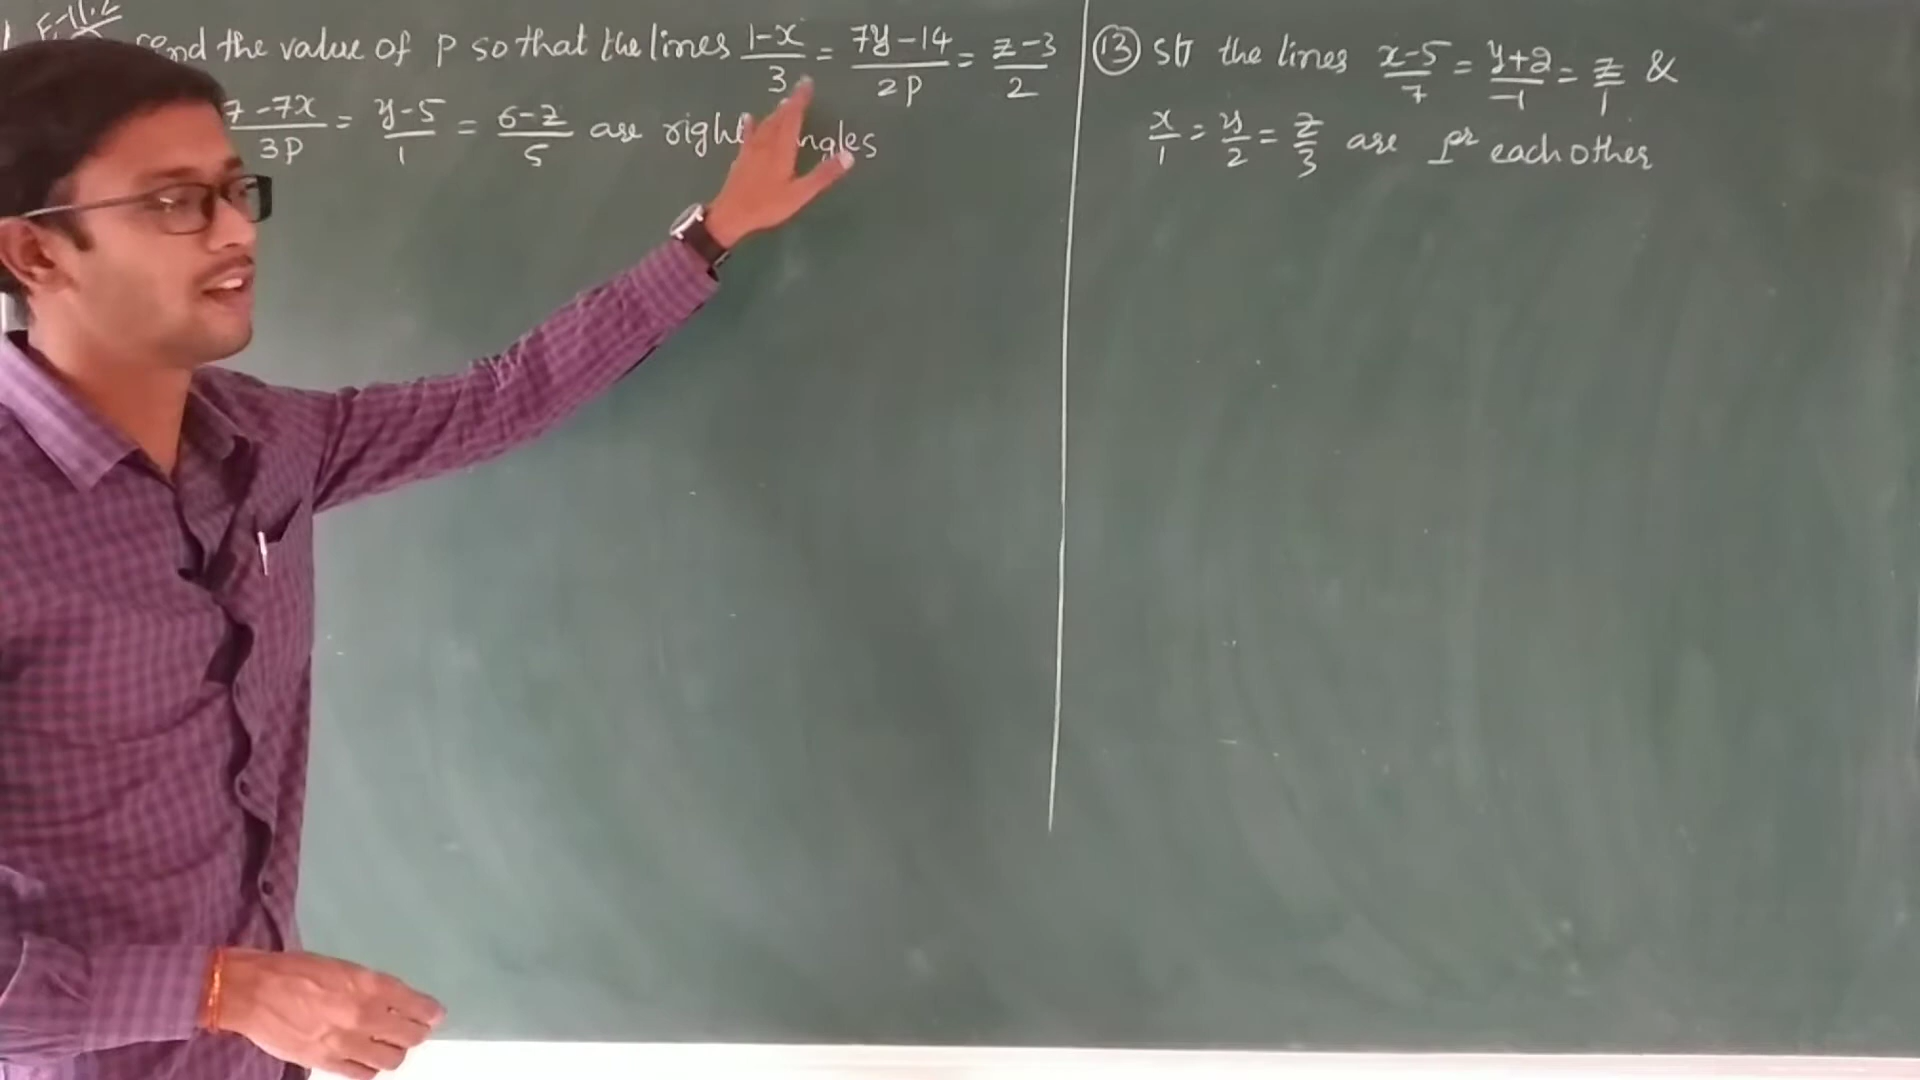 E-11.2
find the value of P so that the lines (1-x)/3 = (7y-14)/2P = (z-3)/2
(7-7x)/3P = (y-5)/1 = (6-z)/5 are right angles
(13) ST the lines (x-5)/7 = (y+2)/-1 = z/1 &
x/1 = y/2 = z/3 are ⊥ar each other